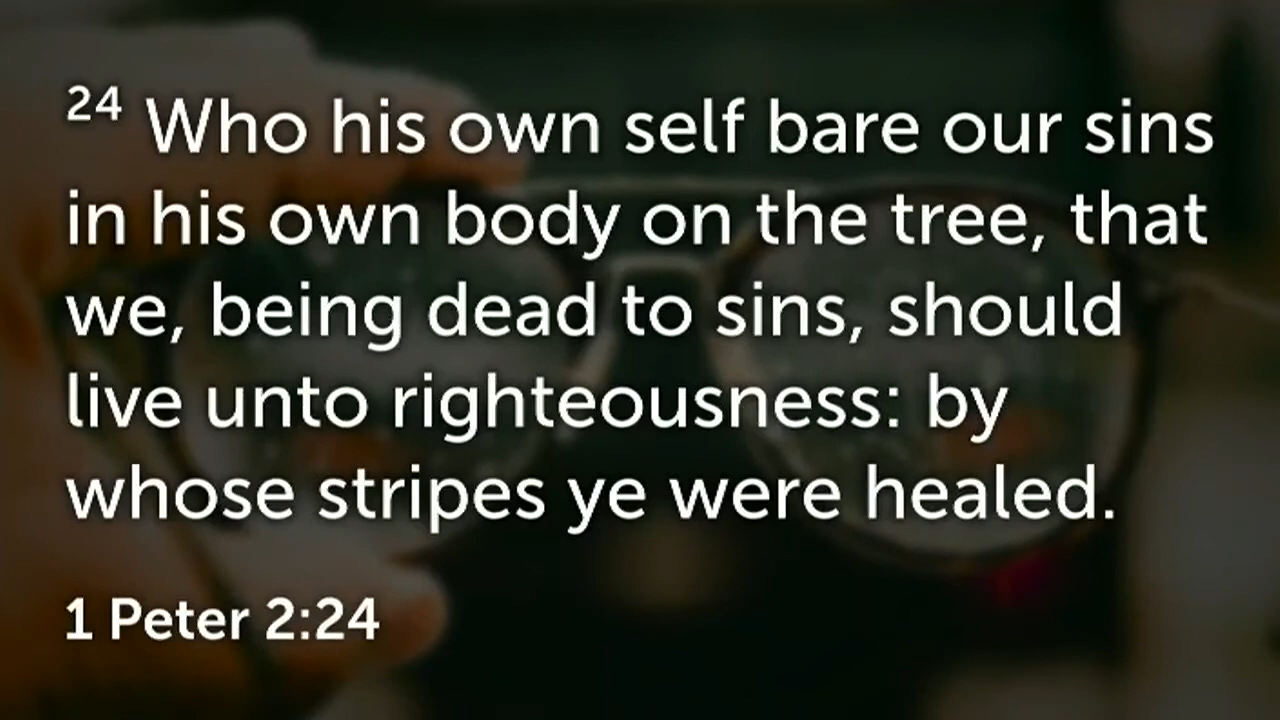 24 Who his own self bare our sins
in his own body on the tree, that
we, being dead to sins, should
live unto righteousness: by
whose stripes ye were healed.
1 Peter 2:24